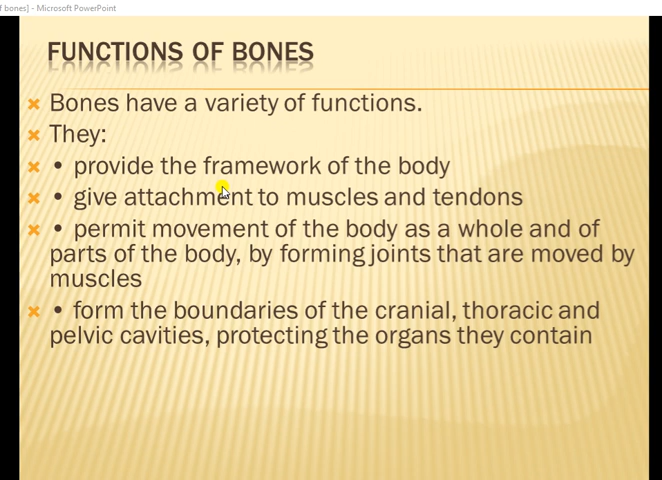 f bones] - Microsoft PowerPoint
FUNCTIONS OF BONES
Bones have a variety of functions.
They:
• provide the framework of the body
• give attachment to muscles and tendons
• permit movement of the body as a whole and of
parts of the body, by forming joints that are moved by
muscles
• form the boundaries of the cranial, thoracic and
pelvic cavities, protecting the organs they contain